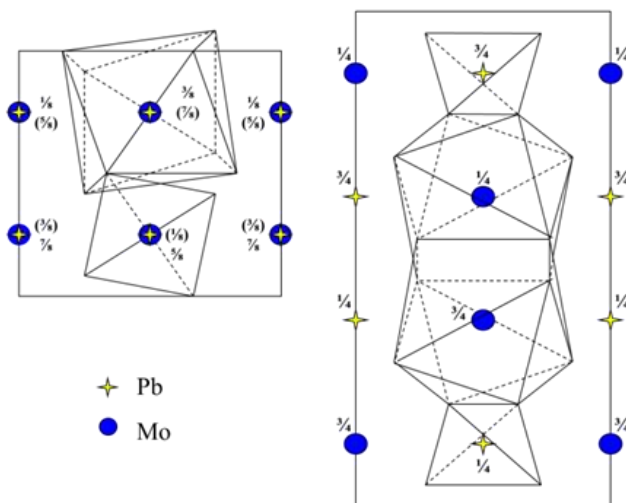 ¼ ¾ ¼
⅛ ⅜ ⅛
(⅝) (⅞) (⅝)
¾ ¼ ¾
(⅜) (⅛) (⅜)
⅞ ⅝ ⅞
¼ ¾ ¼
Pb
Mo
¾ ¼ ¾